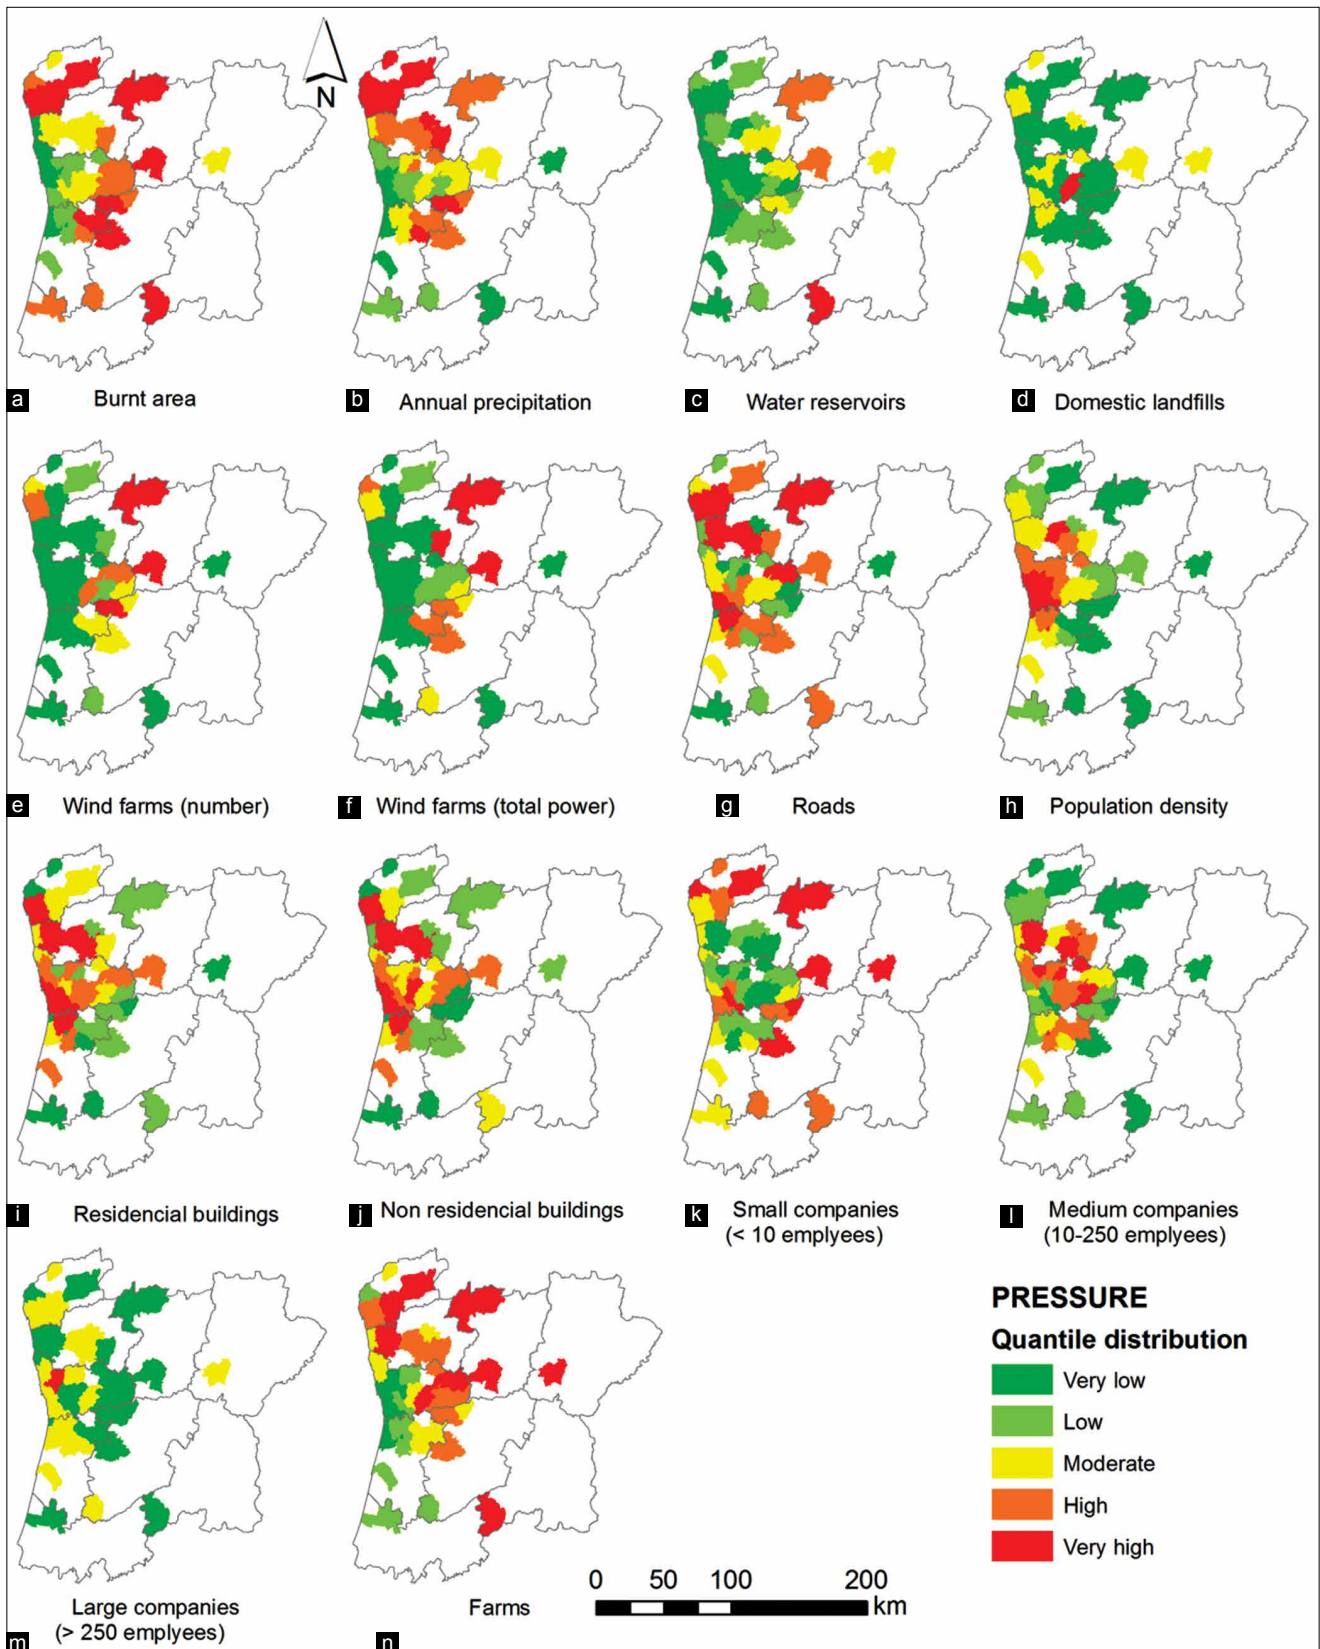 N
a Burnt area
b Annual precipitation
c Water reservoirs
d Domestic landfills
e Wind farms (number)
f Wind farms (total power)
g Roads
h Population density
i Residencial buildings
j Non residencial buildings
k Small companies
(< 10 emplyees)
l Medium companies
(10-250 emplyees)
PRESSURE
Quantile distribution
Very low
Low
Moderate
High
Very high
0 50 100 200
km
m Large companies
(> 250 emplyees)
n Farms